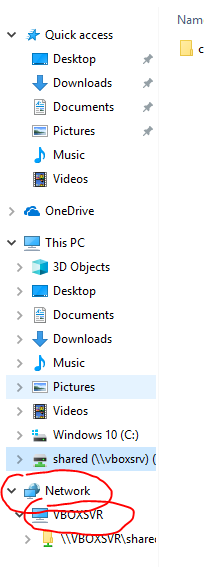 Nam
Quick access
c
Desktop
Downloads
Documents
Pictures
Music
Videos
OneDrive
This PC
3D Objects
Desktop
Documents
Downloads
Music
Pictures
Videos
Windows 10 (C:)
shared (\\vboxsrv) (
Network
VBOXSVR
\\VBOXSVR\share